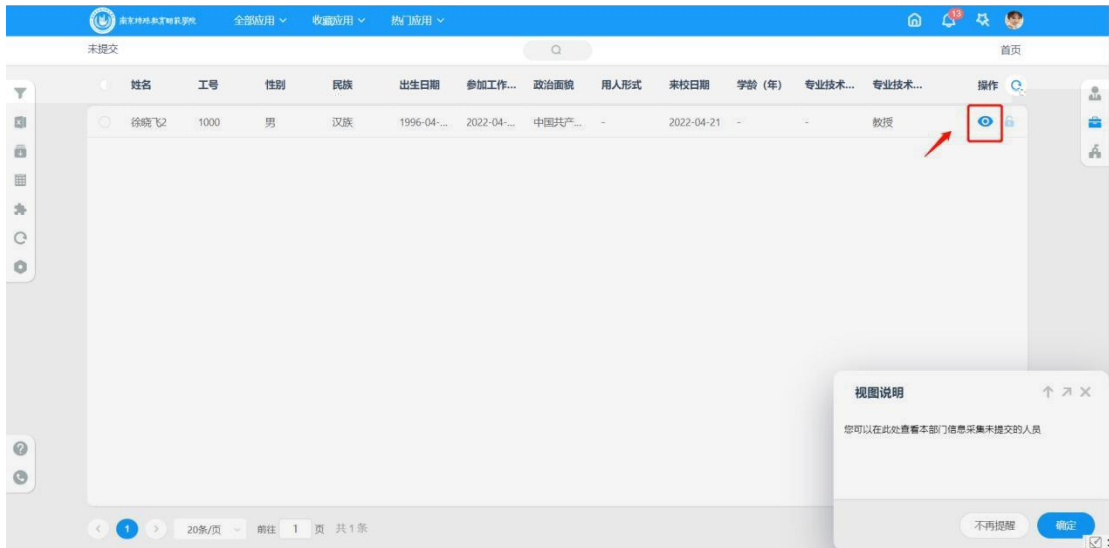 全部应用 收藏应用 热门应用 13
未提交 首页
姓名 工号 性别 民族 出生日期 参加工作... 政治面貌 用人形式 来校日期 学龄（年） 专业技术... 专业技术... 操作
徐晓飞2 1000 男 汉族 1996-04-... 2022-04-... 中国共产... - 2022-04-21 - - 教授
视图说明
您可以在此处查看本部门信息采集未提交的人员
1 20条/页 前往 1 页 共1条
不再提醒 确定